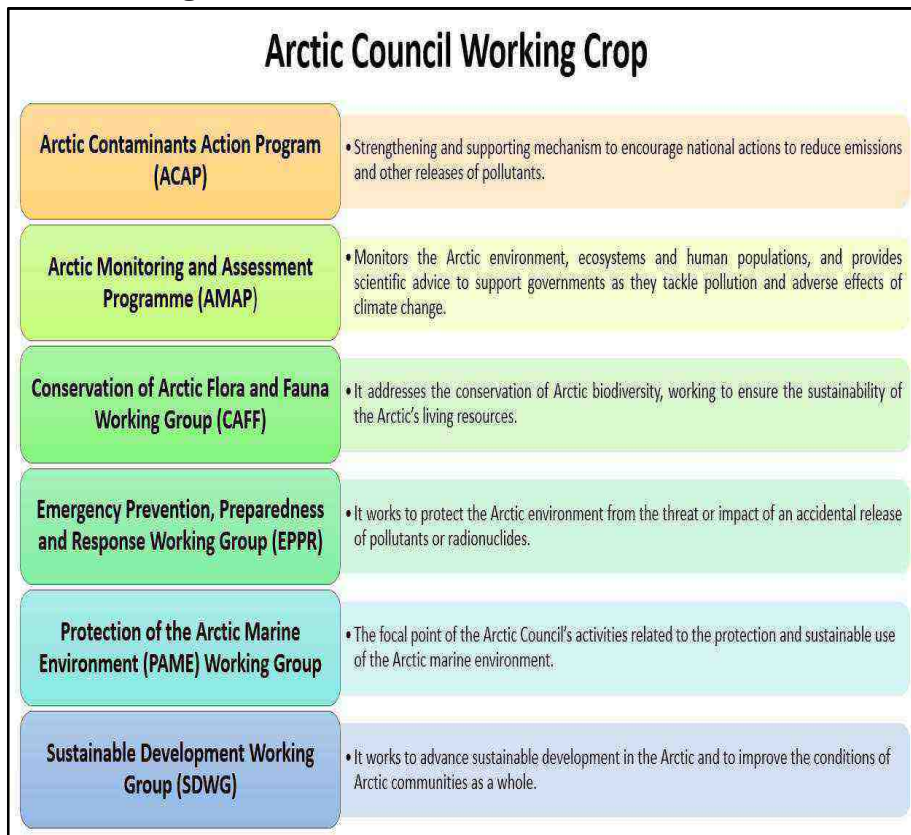 Arctic Council Working Crop
Arctic Contaminants Action Program
(ACAP)
• Strengthening and supporting mechanism to encourage national actions to reduce emissions
and other releases of pollutants.
Arctic Monitoring and Assessment
Programme (AMAP)
• Monitors the Arctic environment, ecosystems and human populations, and provides
scientific advice to support governments as they tackle pollution and adverse effects of
climate change.
Conservation of Arctic Flora and Fauna
Working Group (CAFF)
• It addresses the conservation of Arctic biodiversity, working to ensure the sustainability of
the Arctic's living resources.
Emergency Prevention, Preparedness
and Response Working Group (EPPR)
• It works to protect the Arctic environment from the threat or impact of an accidental release
of pollutants or radionuclides.
Protection of the Arctic Marine
Environment (PAME) Working Group
• The focal point of the Arctic Council's activities related to the protection and sustainable use
of the Arctic marine environment.
Sustainable Development Working
Group (SDWG)
• It works to advance sustainable development in the Arctic and to improve the conditions of
Arctic communities as a whole.